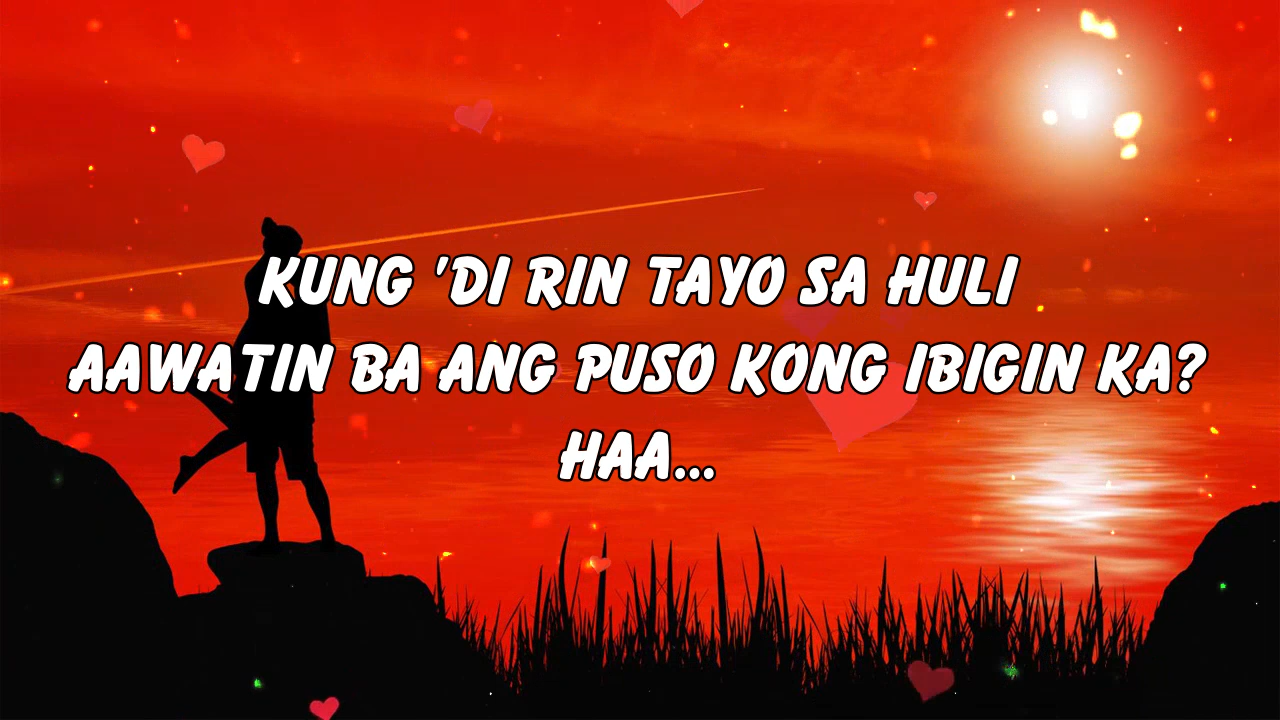 KUNG 'DI RIN TAYO SA HULI
AAWATIN BA ANG PUSO KONG IBIGIN KA?
HAA...